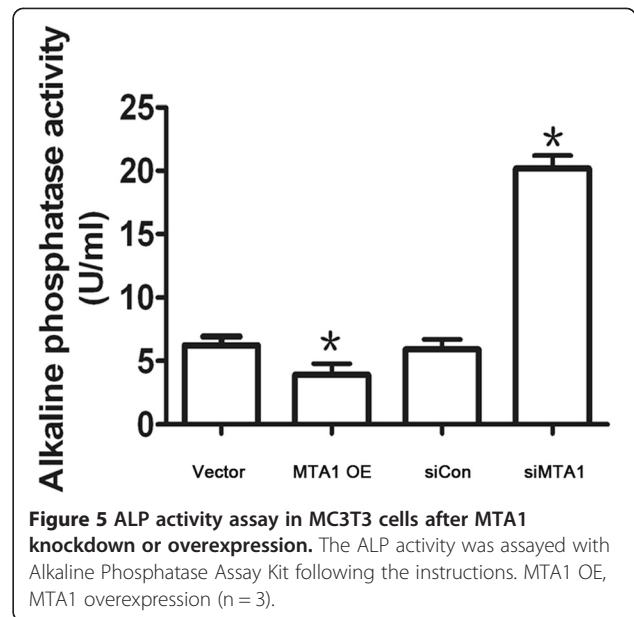 Alkaline phosphatase activity
(U/ml)
25
20
15
10
5
0
*
*
Vector MTA1 OE siCon siMTA1
Figure 5 ALP activity assay in MC3T3 cells after MTA1
knockdown or overexpression. The ALP activity was assayed with
Alkaline Phosphatase Assay Kit following the instructions. MTA1 OE,
MTA1 overexpression (n = 3).